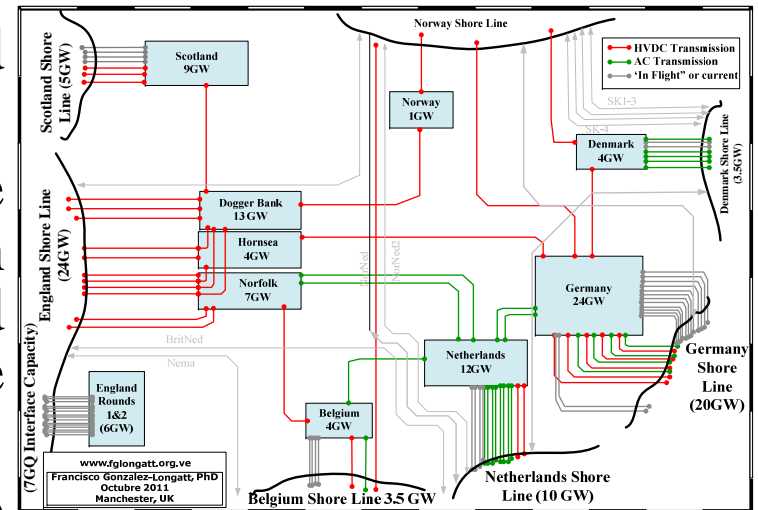 Norway Shore Line
HVDC Transmission
AC Transmission
'In Flight" or current
Scotland Shore
Line (5GW)
Scotland
9GW
Norway
1GW
SK1-3
SK-4
Denmark
4GW
Denmark Shore Line
(3.5GW)
England Shore Line
(24GW)
Dogger Bank
13GW
Hornsea
4GW
Norfolk
7GW
NorNed2
Germany
24GW
BritNed
Nema
Netherlands
12GW
Germany
Shore
Line
(20GW)
(7GQ Interface Capacity)
England
Rounds
1&2
(6GW)
Belgium
4GW
www.fglongatt.org.ve
Francisco Gonzalez-Longatt, PhD
Octubre 2011
Manchester, UK
Belgium Shore Line 3.5 GW
Netherlands Shore
Line (10 GW)